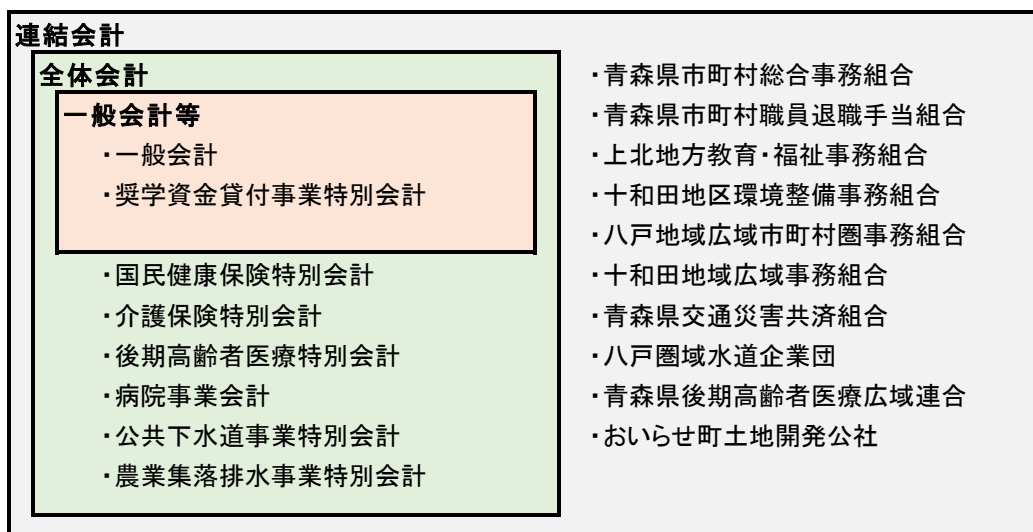 連結会計
全体会計
一般会計等
・一般会計
・奨学資金貸付事業特別会計
・国民健康保険特別会計
・介護保険特別会計
・後期高齢者医療特別会計
・病院事業会計
・公共下水道事業特別会計
・農業集落排水事業特別会計
・青森県市町村総合事務組合
・青森県市町村職員退職手当組合
・上北地方教育・福祉事務組合
・十和田地区環境整備事務組合
・八戸地域広域市町村圏事務組合
・十和田地域広域事務組合
・青森県交通災害共済組合
・八戸圏域水道企業団
・青森県後期高齢者医療広域連合
・おいらせ町土地開発公社